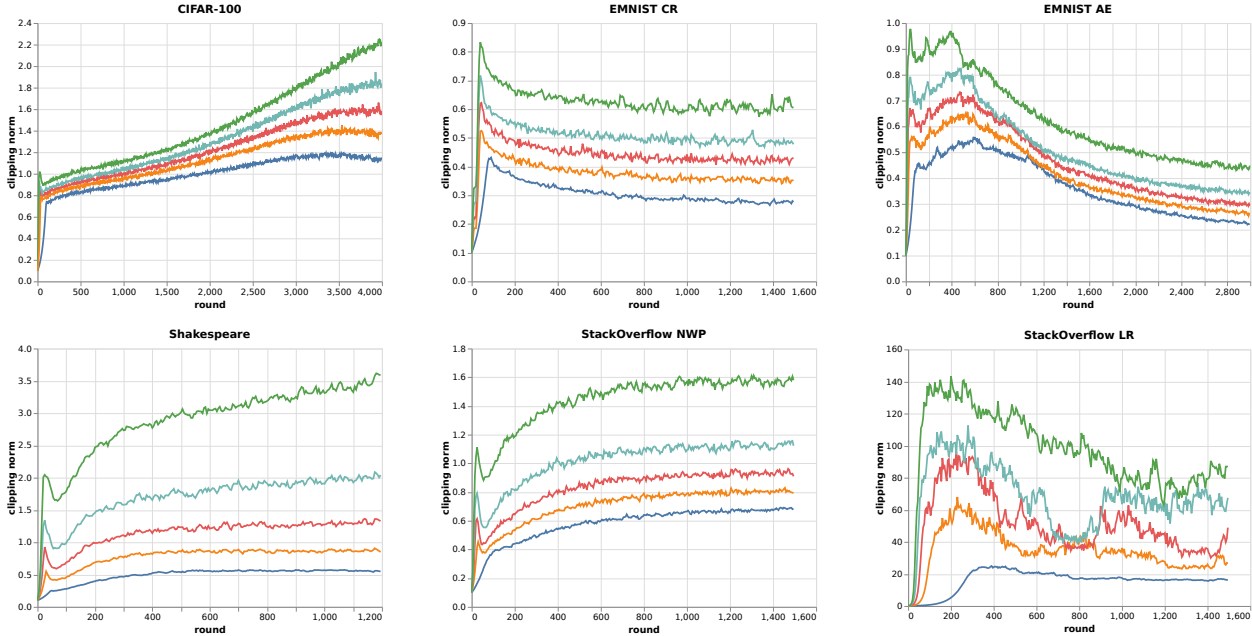 CIFAR-100
2.4
2.2
2.0
1.8
1.6
1.4
1.2
1.0
0.8
0.6
0.4
0.2
0.0
clipping norm
0 500 1,000 1,500 2,000 2,500 3,000 3,500 4,000
round
EMNIST CR
0.9
0.8
0.7
0.6
0.5
0.4
0.3
0.2
0.1
0.0
clipping norm
0 200 400 600 800 1,000 1,200 1,400 1,600
round
EMNIST AE
1.0
0.9
0.8
0.7
0.6
0.5
0.4
0.3
0.2
0.1
0.0
clipping norm
0 400 800 1,200 1,600 2,000 2,400 2,800
round
Shakespeare
4.0
3.5
3.0
2.5
2.0
1.5
1.0
0.5
0.0
clipping norm
0 200 400 600 800 1,000 1,200
round
StackOverflow NWP
1.8
1.6
1.4
1.2
1.0
0.8
0.6
0.4
0.2
0.0
clipping norm
0 200 400 600 800 1,000 1,200 1,400 1,600
round
StackOverflow LR
160
140
120
100
80
60
40
20
0
clipping norm
0 200 400 600 800 1,000 1,200 1,400 1,600
round